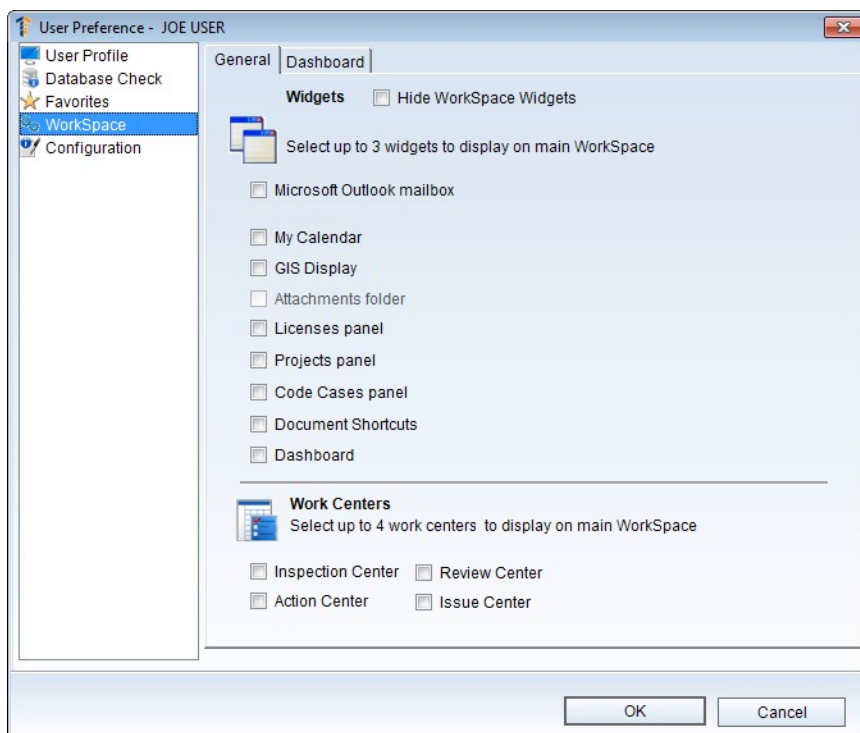 User Preference - JOE USER
User Profile
Database Check
Favorites
WorkSpace
Configuration
General
Dashboard
Widgets
Hide WorkSpace Widgets
Select up to 3 widgets to display on main WorkSpace
Microsoft Outlook mailbox
My Calendar
GIS Display
Attachments folder
Licenses panel
Projects panel
Code Cases panel
Document Shortcuts
Dashboard
Work Centers
Select up to 4 work centers to display on main WorkSpace
Inspection Center
Review Center
Action Center
Issue Center
OK
Cancel